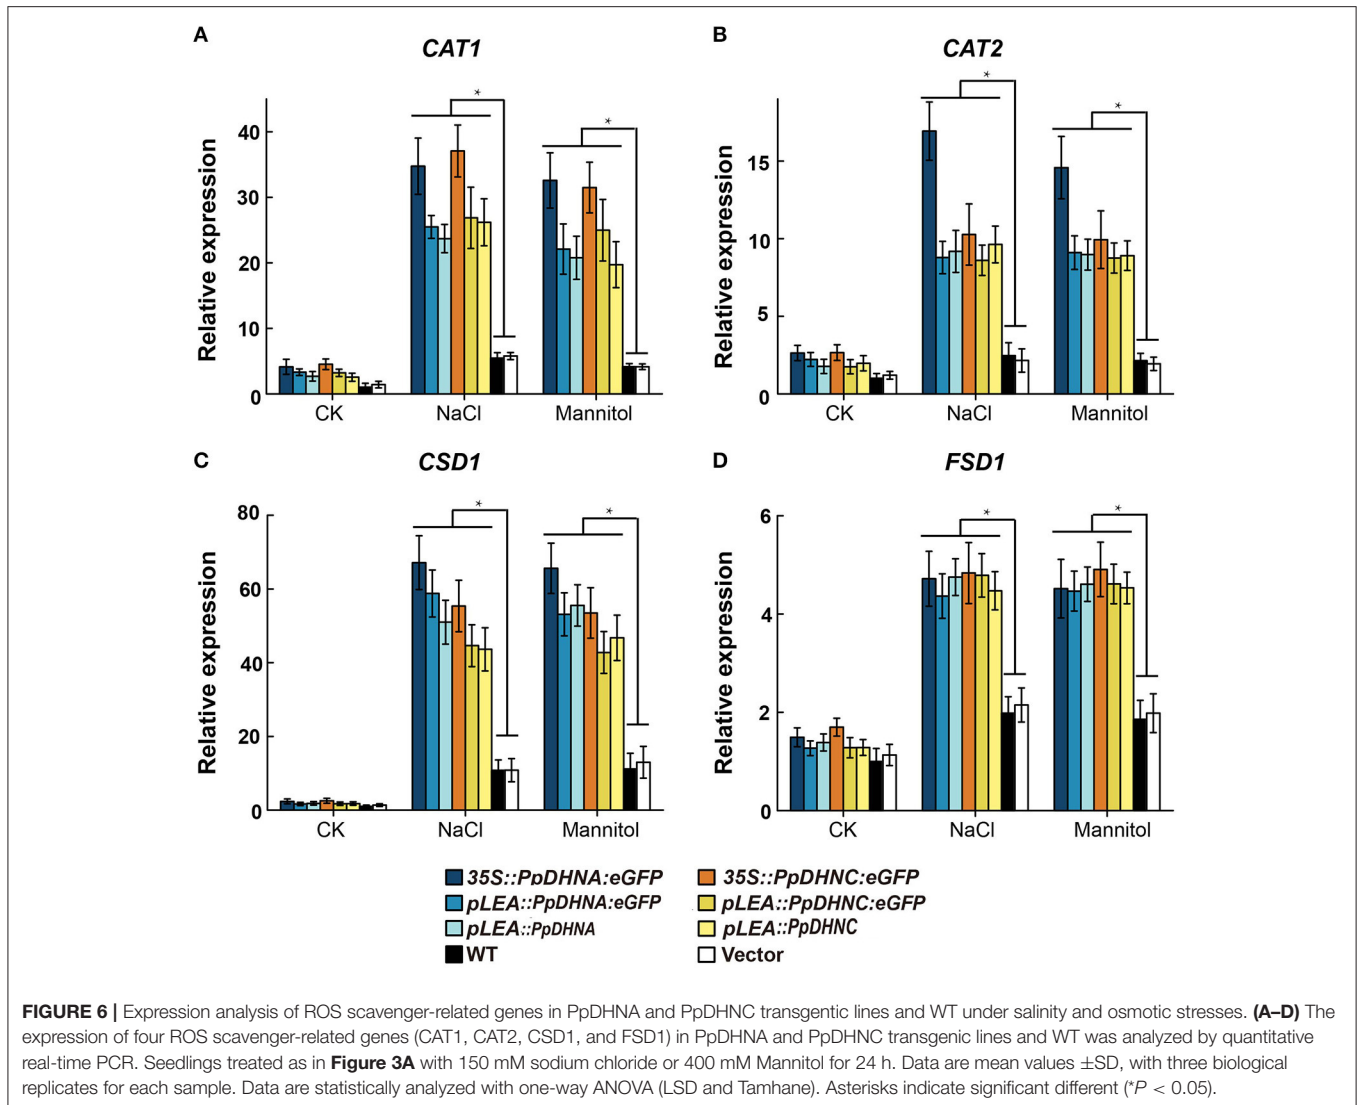 A
CAT1
Relative expression
40
30
20
10
0
*
*
CK NaCl Mannitol
B
CAT2
Relative expression
15
10
5
0
*
*
CK NaCl Mannitol
C
CSD1
Relative expression
80
60
40
20
0
*
*
CK NaCl Mannitol
D
FSD1
Relative expression
6
4
2
0
*
*
CK NaCl Mannitol
35S::PpDHNA:eGFP 35S::PpDHNC:eGFP
pLEA::PpDHNA:eGFP pLEA::PpDHNC:eGFP
pLEA::PpDHNA pLEA::PpDHNC
WT Vector
FIGURE 6 | Expression analysis of ROS scavenger-related genes in PpDHNA and PpDHNC transgentic lines and WT under salinity and osmotic stresses. (A–D) The
expression of four ROS scavenger-related genes (CAT1, CAT2, CSD1, and FSD1) in PpDHNA and PpDHNC transgenic lines and WT was analyzed by quantitative
real-time PCR. Seedlings treated as in Figure 3A with 150 mM sodium chloride or 400 mM Mannitol for 24 h. Data are mean values ±SD, with three biological
replicates for each sample. Data are statistically analyzed with one-way ANOVA (LSD and Tamhane). Asterisks indicate significant different (*P < 0.05).